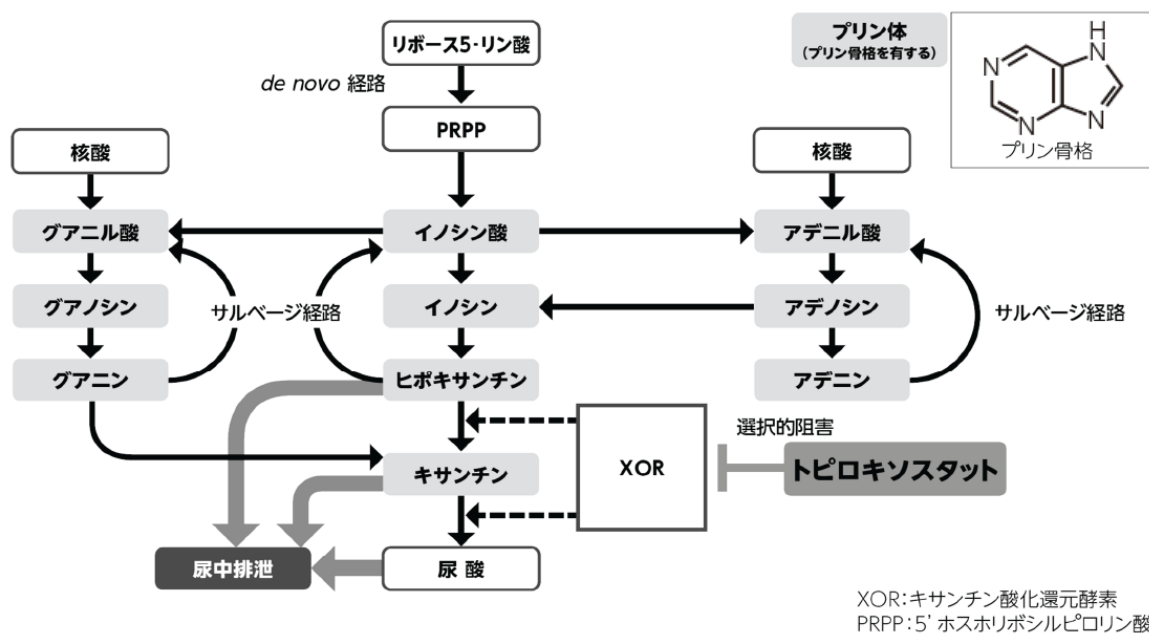 リボース5-リン酸
プリン体
(プリン骨格を有する)
H
N
N
N
N
プリン骨格
de novo 経路
PRPP
核酸
核酸
グアニル酸
イノシン酸
アデニル酸
グアノシン
サルベージ経路
イノシン
アデノシン
サルベージ経路
グアニン
ヒポキサンチン
アデニン
選択的阻害
XOR
トピロキソスタット
キサンチン
尿中排泄
尿 酸
XOR:キサンチン酸化還元酵素
PRPP:5' ホスホリボシルピロリン酸